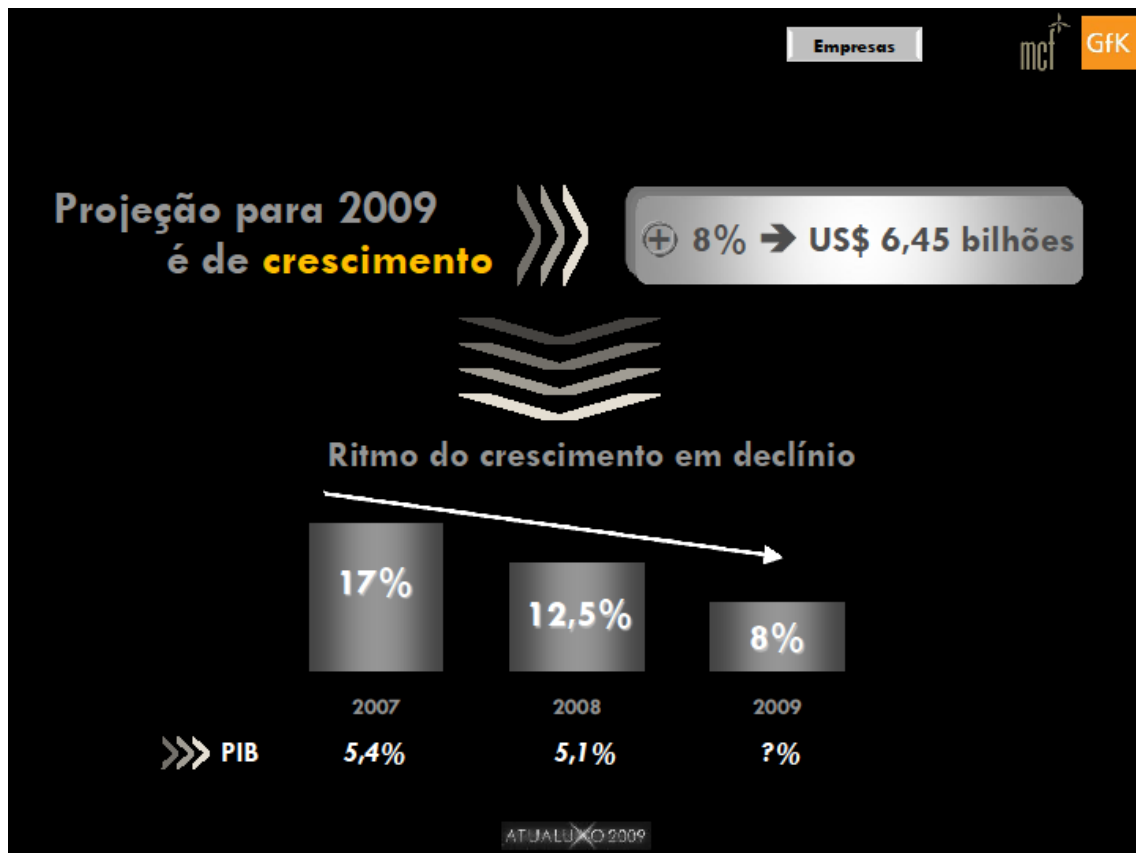 Empresas
mcf
GfK
Projeção para 2009
é de crescimento
+ 8% ➔ US$ 6,45 bilhões
Ritmo do crescimento em declínio
17%
12,5%
8%
2007
2008
2009
PIB
5,4%
5,1%
?%
ATUALUXO 2009